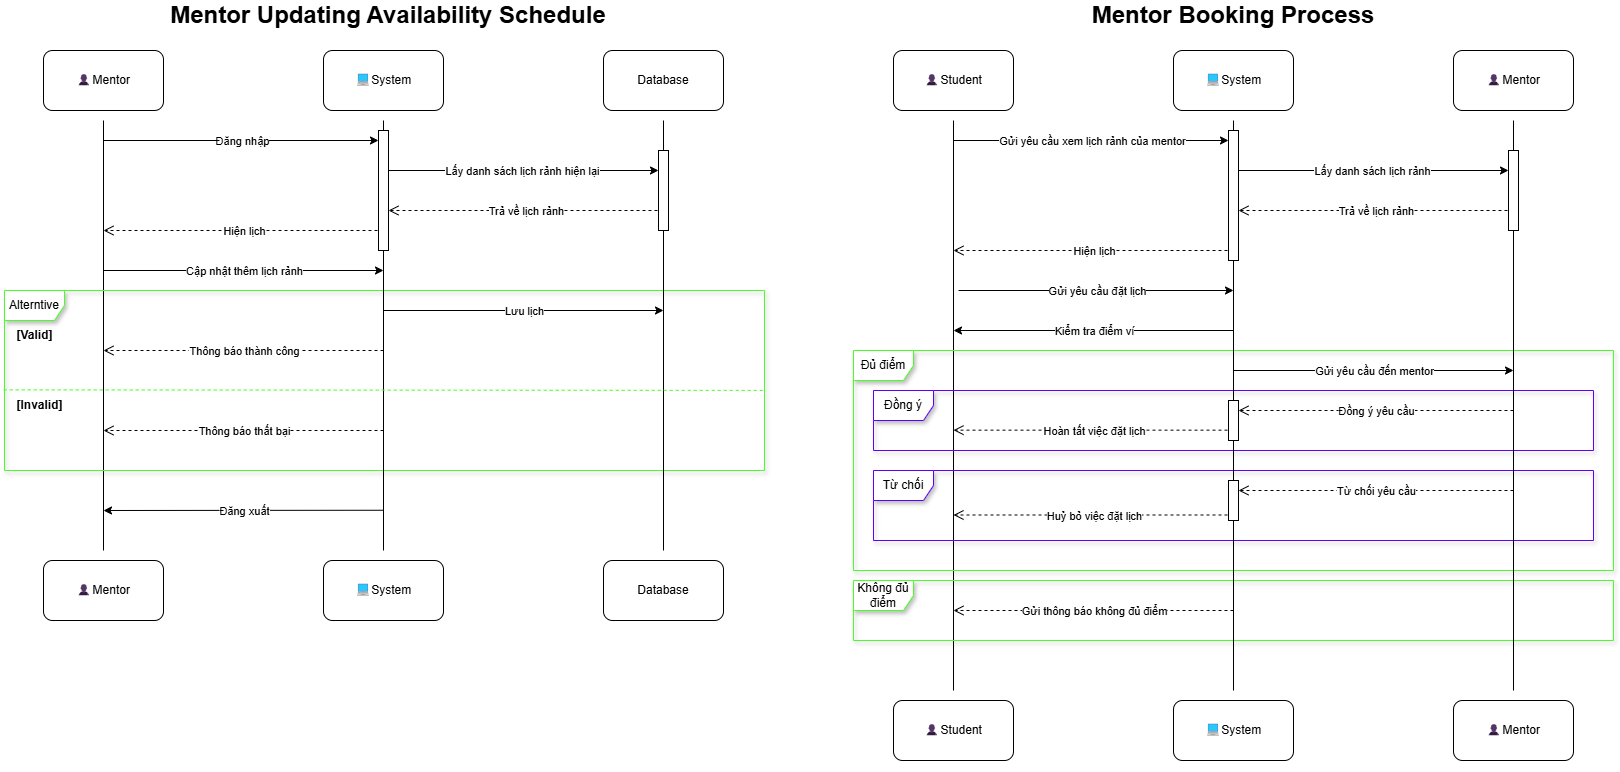 Mentor Updating Availability Schedule
Mentor
System
Database
Đăng nhập
Lấy danh sách lịch rảnh hiện lại
Trả về lịch rảnh
Hiện lịch
Cập nhật thêm lịch rảnh
Alterntive
Lưu lịch
[Valid]
Thông báo thành công
[Invalid]
Thông báo thất bại
Đăng xuất
Mentor
System
Database
Mentor Booking Process
Student
System
Mentor
Gửi yêu cầu xem lịch rảnh của mentor
Lấy danh sách lịch rảnh
Trả về lịch rảnh
Hiện lịch
Gửi yêu cầu đặt lịch
Kiểm tra điểm ví
Đủ điểm
Gửi yêu cầu đến mentor
Đồng ý
Đồng ý yêu cầu
Hoàn tất việc đặt lịch
Từ chối
Từ chối yêu cầu
Huỷ bỏ việc đặt lịch
Không đủ
điểm
Gửi thông báo không đủ điểm
Student
System
Mentor